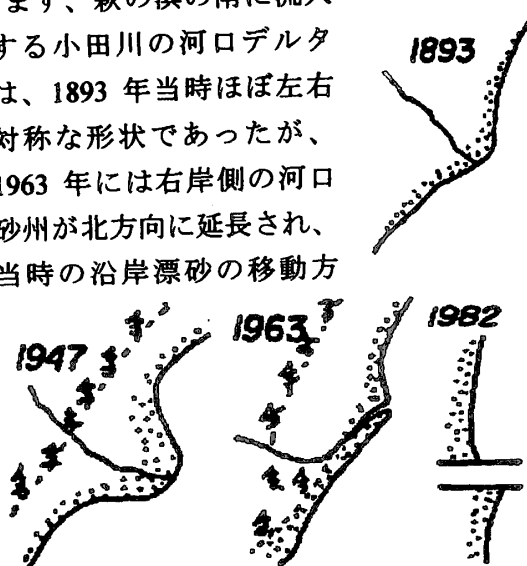 ます、萩の浜の南に流入
する小田川の河口デルタ
は、1893 年当時ほぼ左右
対称な形状であったが、
1963 年には右岸側の河口
砂州が北方向に延長され、
当時の沿岸漂砂の移動方
1893
1947
1963
1982